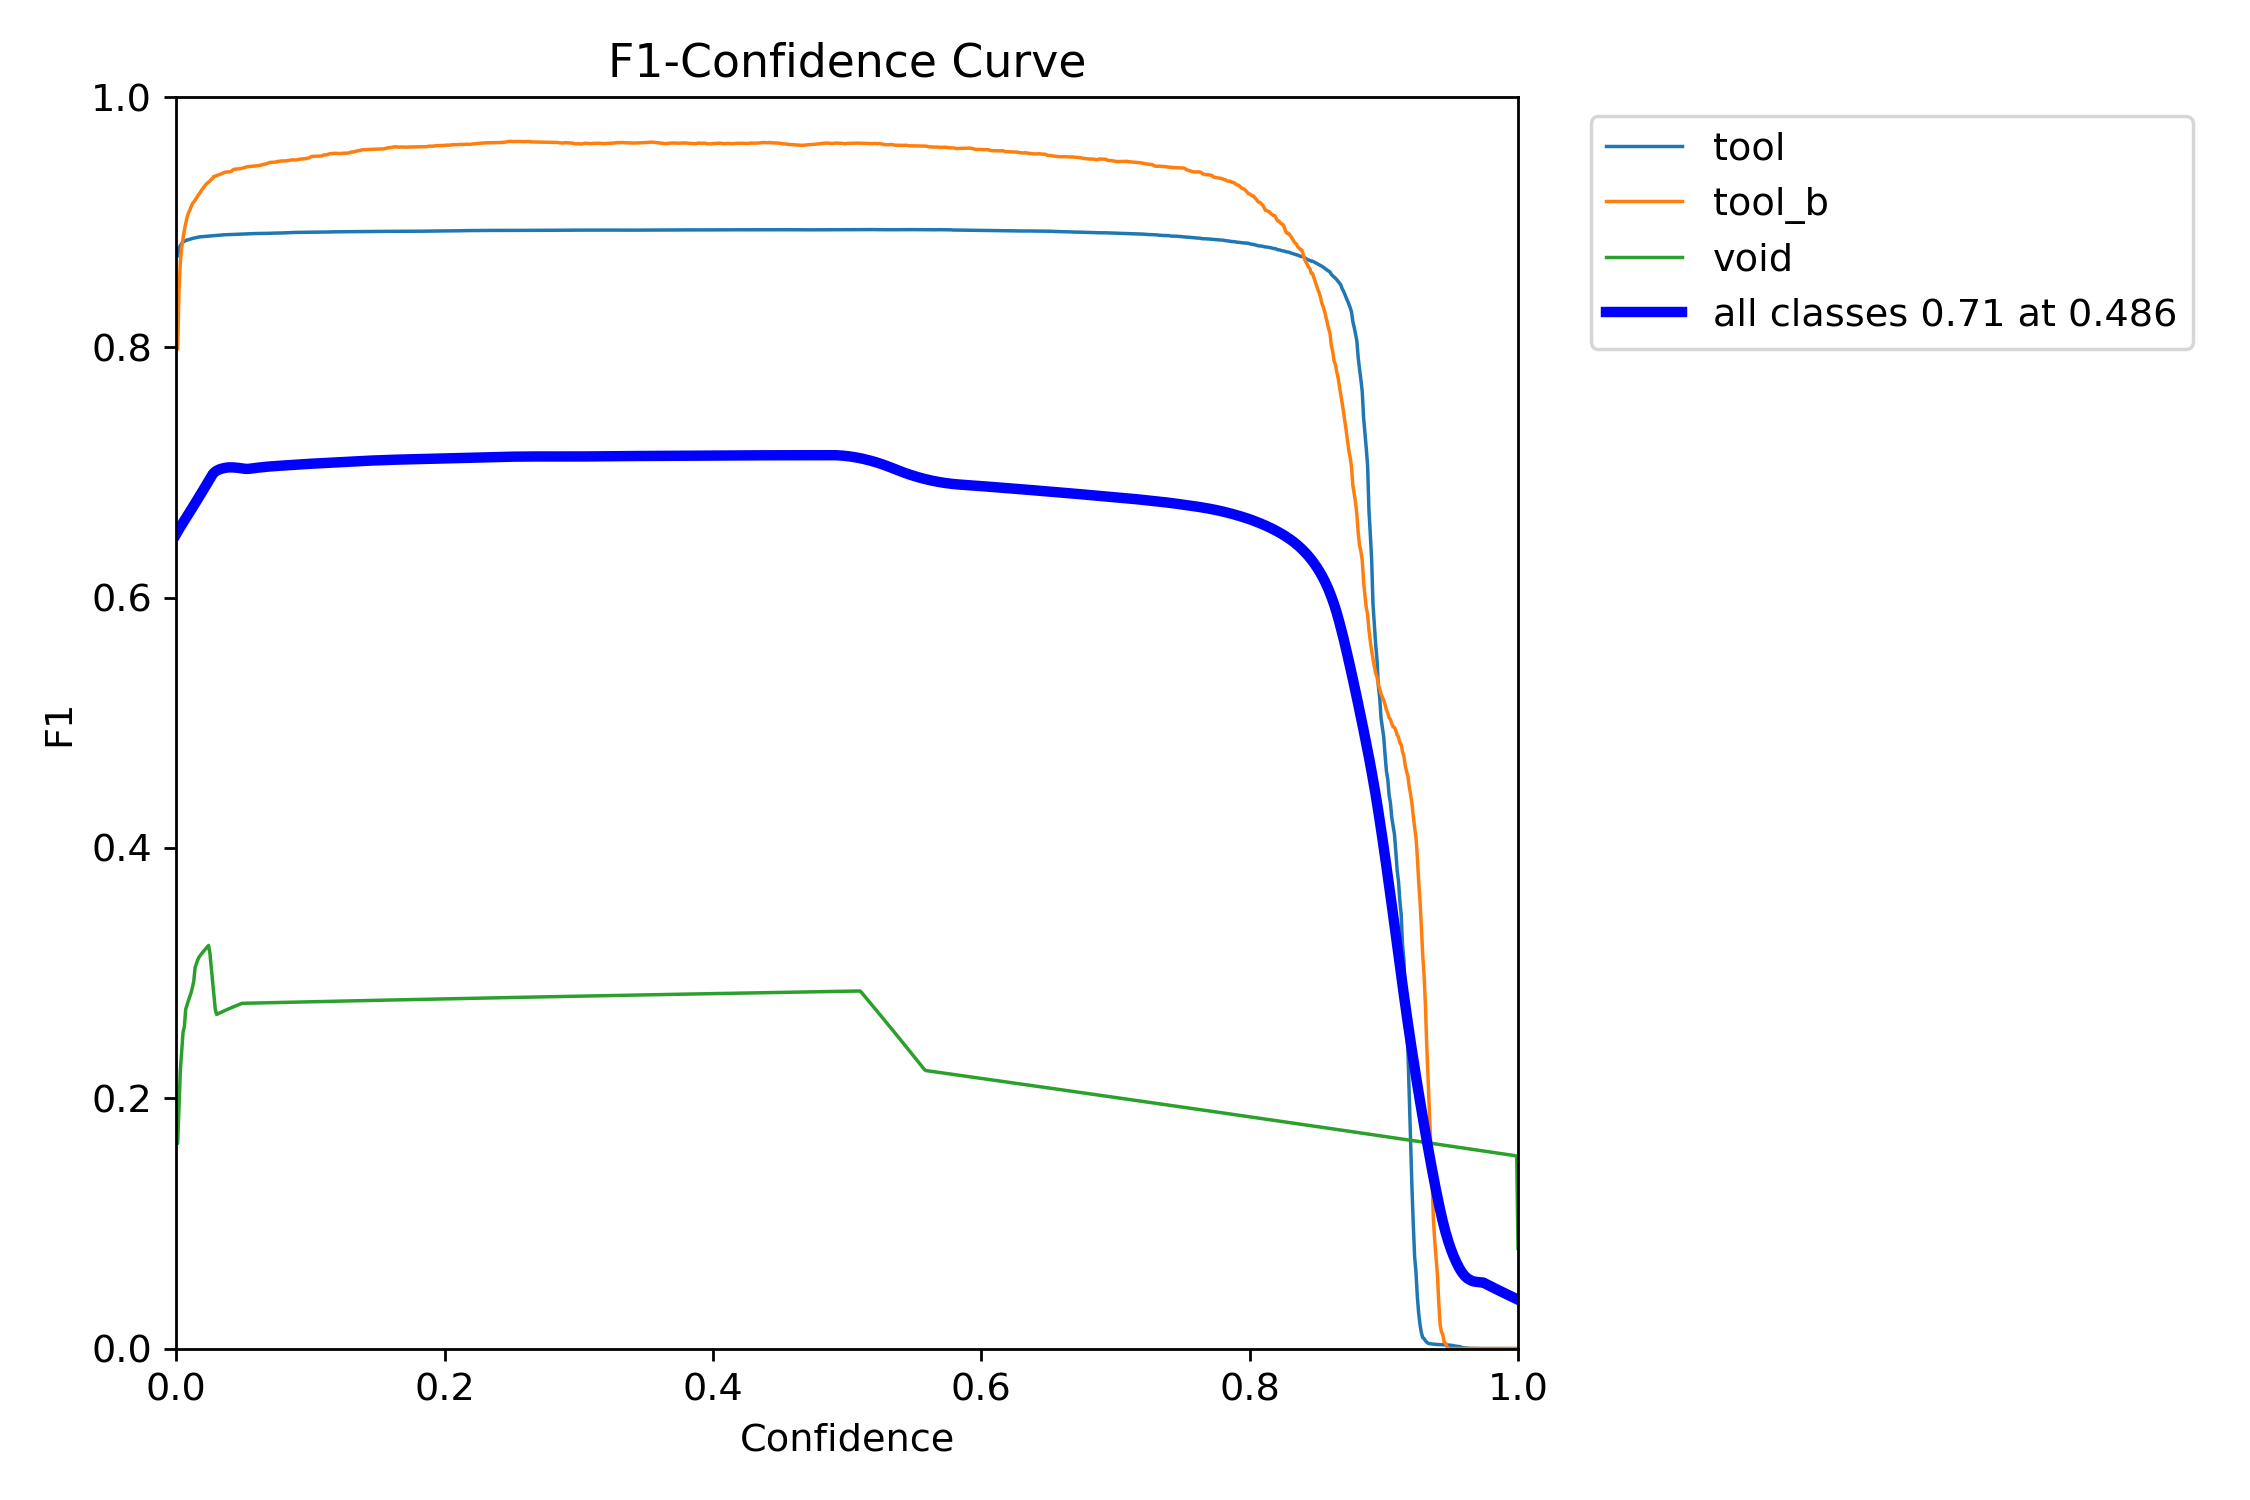 F1-Confidence Curve
1.0
0.8
0.6
0.4
0.2
0.0
F1
0.0 0.2 0.4 0.6 0.8 1.0
Confidence
tool
tool_b
void
all classes 0.71 at 0.486